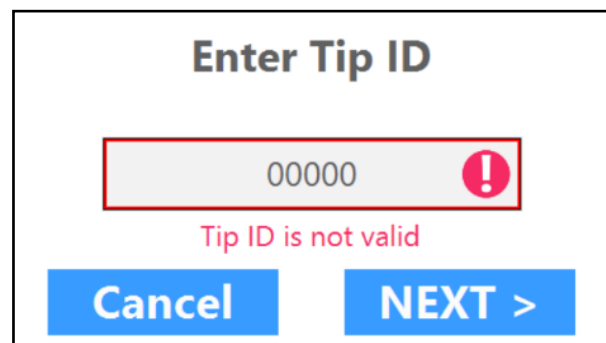 Enter Tip ID
00000
Tip ID is not valid
Cancel
NEXT >